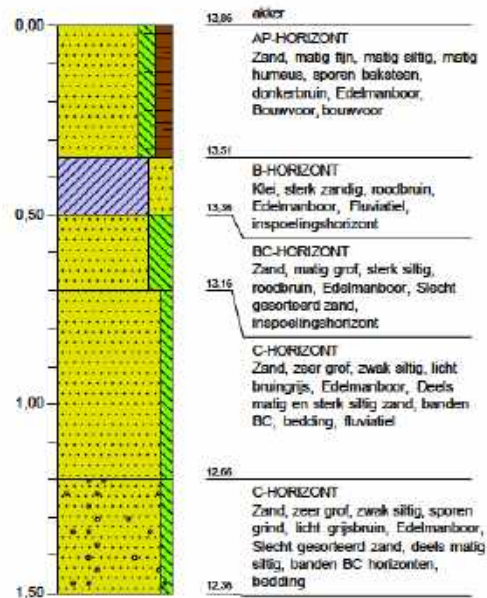 0,00
13,86
akker
AP-HORIZONT
Zand, matig fijn, matig siltig, matig
humeus, sporen baksteen,
donkerbruin, Edelmanboor,
Bouwvoor, bouwvoor
13,51
B-HORIZONT
Klei, sterk zandig, roodbruin,
Edelmanboor, Fluviatiel,
inspoelingshorizont
0,50
13,36
BC-HORIZONT
Zand, matig grof, sterk siltig,
roodbruin, Edelmanboor, Slecht
gesorteerd zand,
inspoelingshorizont
13,16
C-HORIZONT
Zand, zeer grof, zwak siltig, licht
bruingrijs, Edelmanboor, Deels
matig en sterk siltig zand, banden
BC, bedding, fluviatiel
1,00
12,66
C-HORIZONT
Zand, zeer grof, zwak siltig, sporen
grind, licht grijsbruin, Edelmanboor,
Slecht gesorteerd zand, deels matig
siltig, banden BC horizonten,
bedding
1,50
12,36